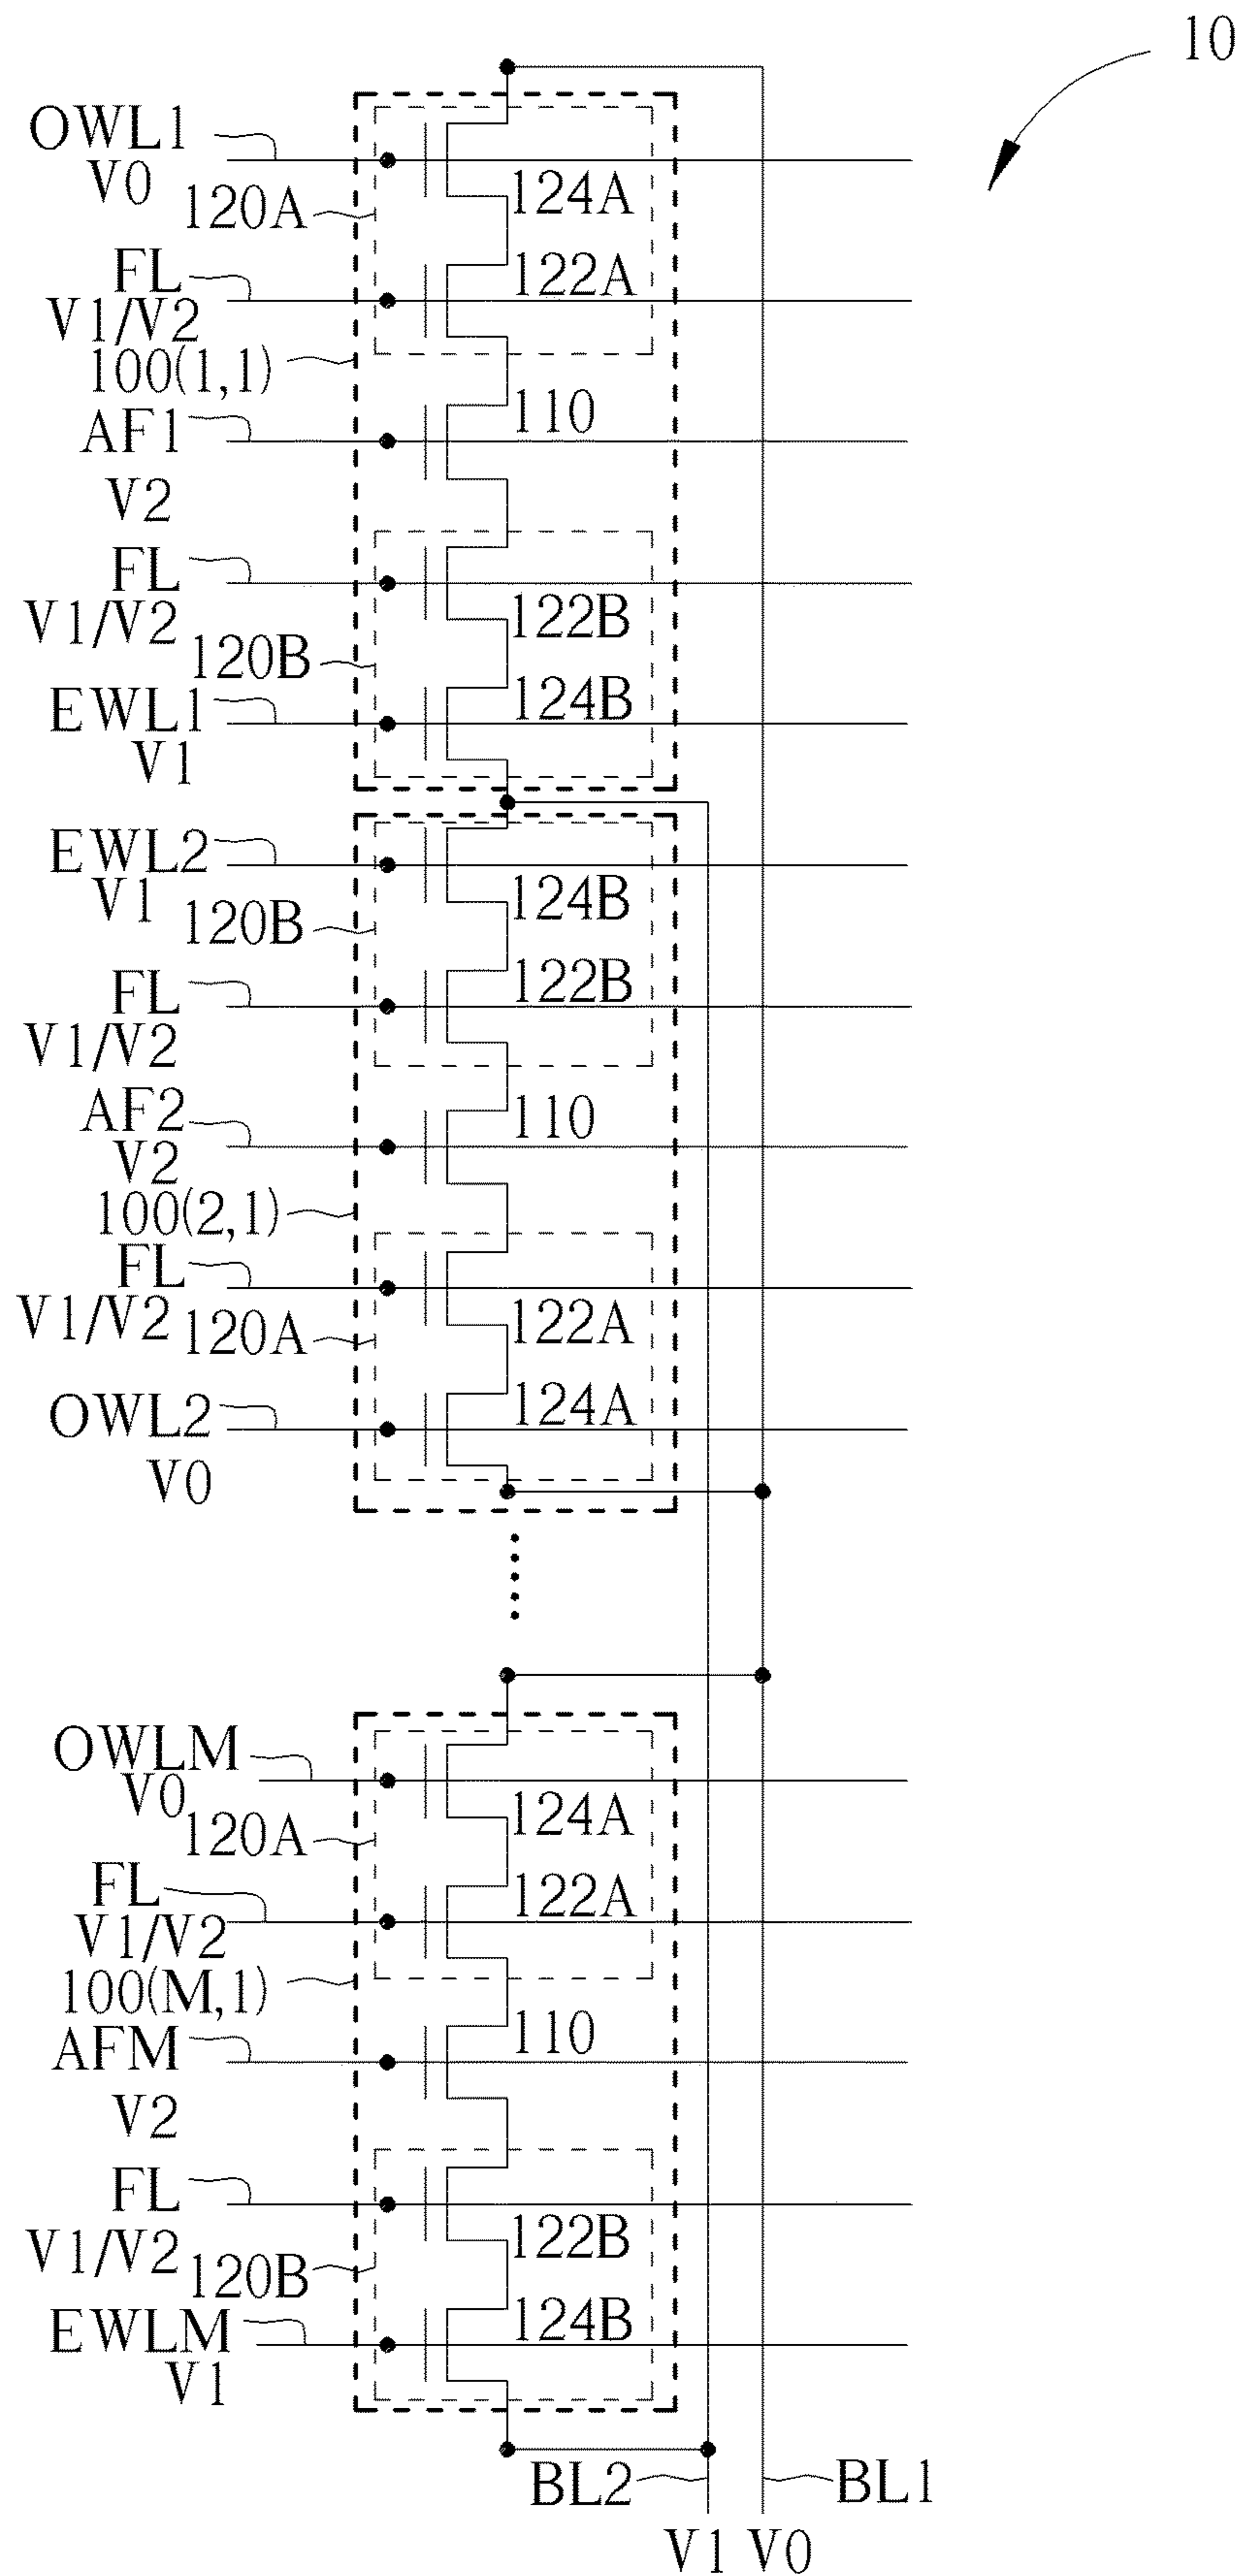 10
OWL1
V0
120A
124A
FL
V1/V2
122A
100(1,1)
AF1
110
V2
FL
V1/V2
122B
120B
EWL1
124B
V1
EWL2
V1
124B
120B
FL
122B
V1/V2
AF2
110
V2
100(2,1)
FL
V1/V2
120A
122A
OWL2
124A
V0
OWLM
V0
124A
120A
FL
122A
V1/V2
100(M,1)
AFM
110
V2
FL
V1/V2
122B
120B
EWLM
124B
V1
BL2
BL1
V1 V0